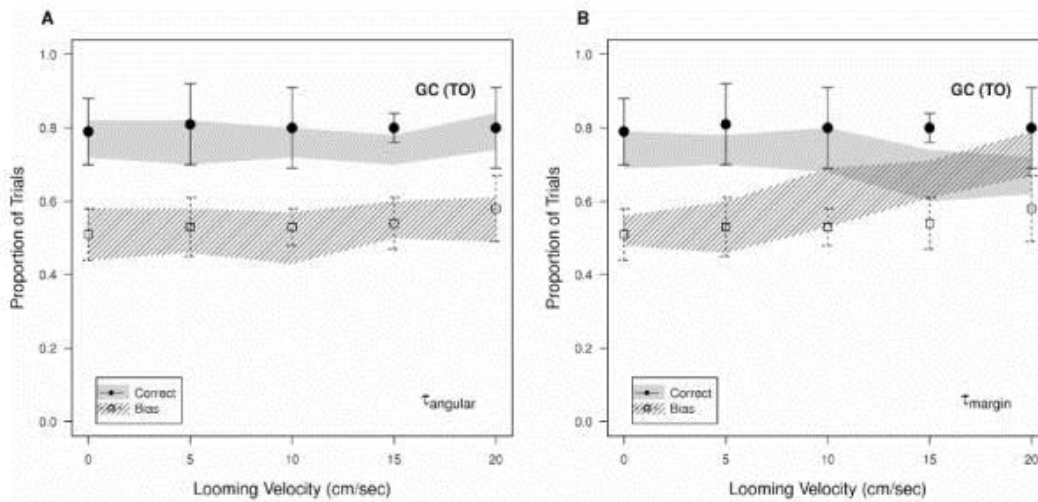 A
GC (TO)
Proportion of Trials
1.0
0.8
0.6
0.4
0.2
0.0
Correct
Bias
τangular
0 5 10 15 20
Looming Velocity (cm/sec)
B
GC (TO)
Proportion of Trials
1.0
0.8
0.6
0.4
0.2
0.0
Correct
Bias
τmargin
0 5 10 15 20
Looming Velocity (cm/sec)